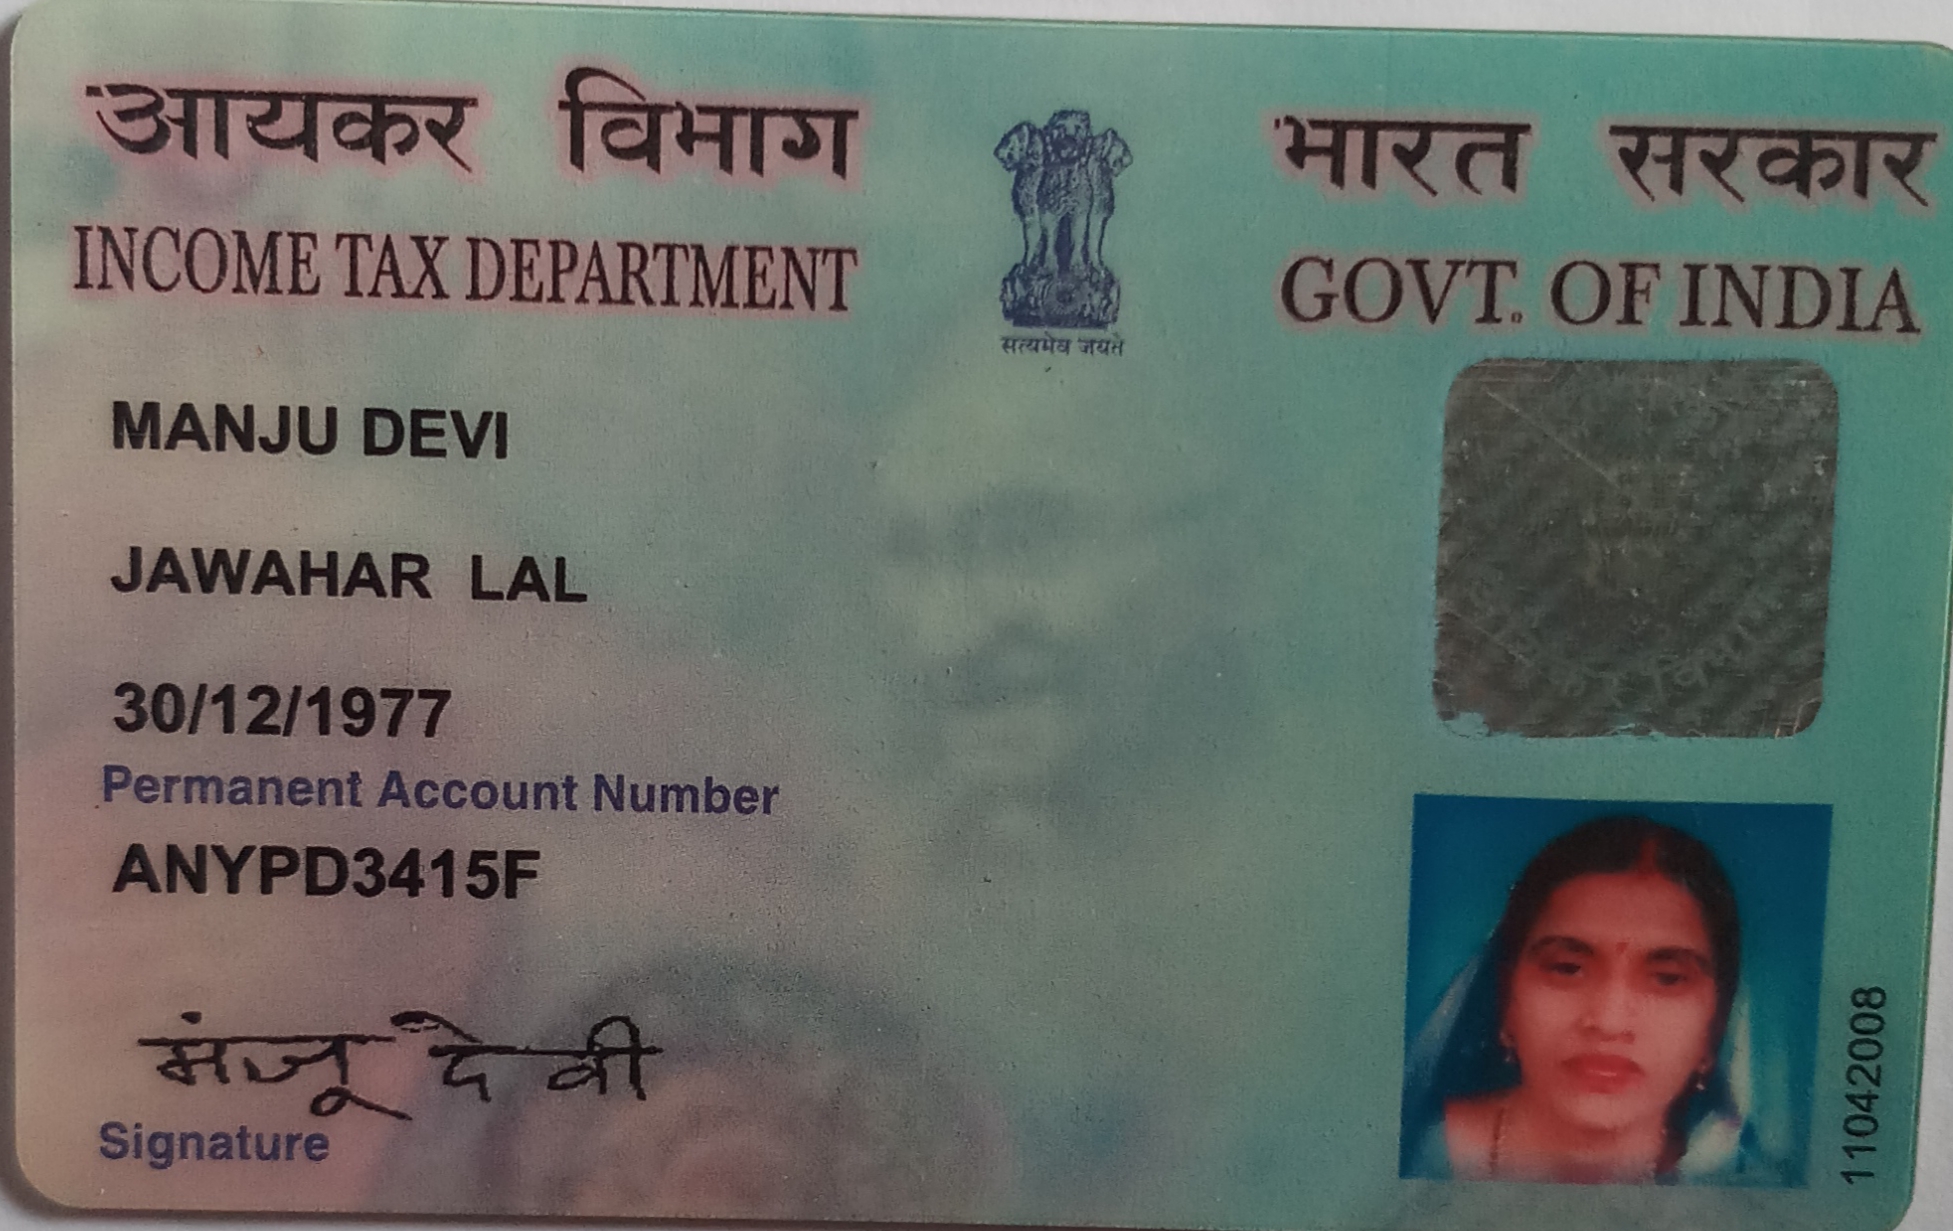 आयकर विभाग
INCOME TAX DEPARTMENT
सत्यमेव जयते
भारत सरकार
GOVT. OF INDIA
MANJU DEVI
JAWAHAR LAL
30/12/1977
Permanent Account Number
ANYPD3415F
मंजू देवी
Signature
11042008